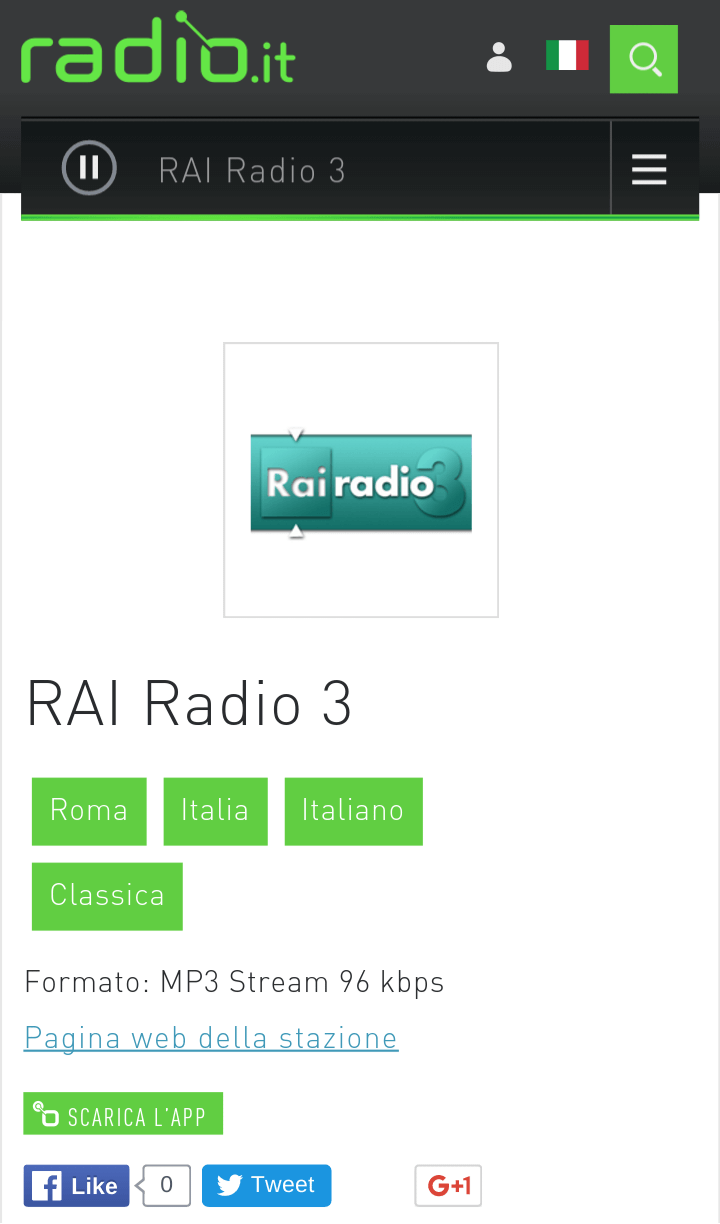 radio.it
RAI Radio 3
Rai radio 3
RAI Radio 3
Roma Italia Italiano
Classica
Formato: MP3 Stream 96 kbps
Pagina web della stazione
SCARICA L'APP
f Like 0 Tweet G+1